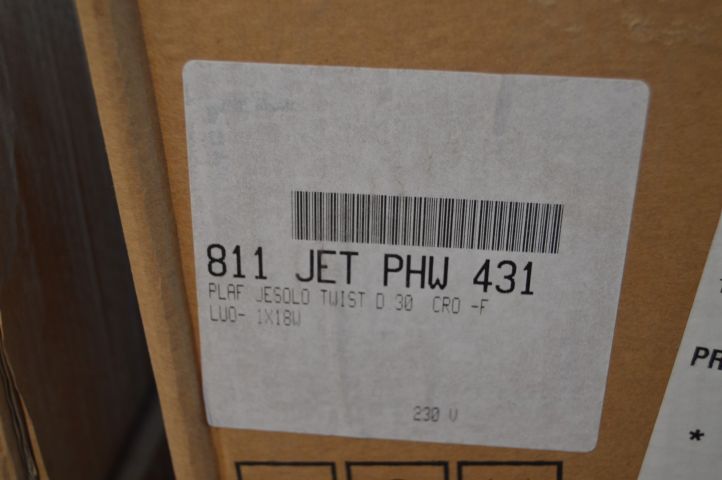 811 JET PHW 431
PLAF JESOLO TWIST D 30 CRO -F
LUO- 1X18W
230 V
PR
*